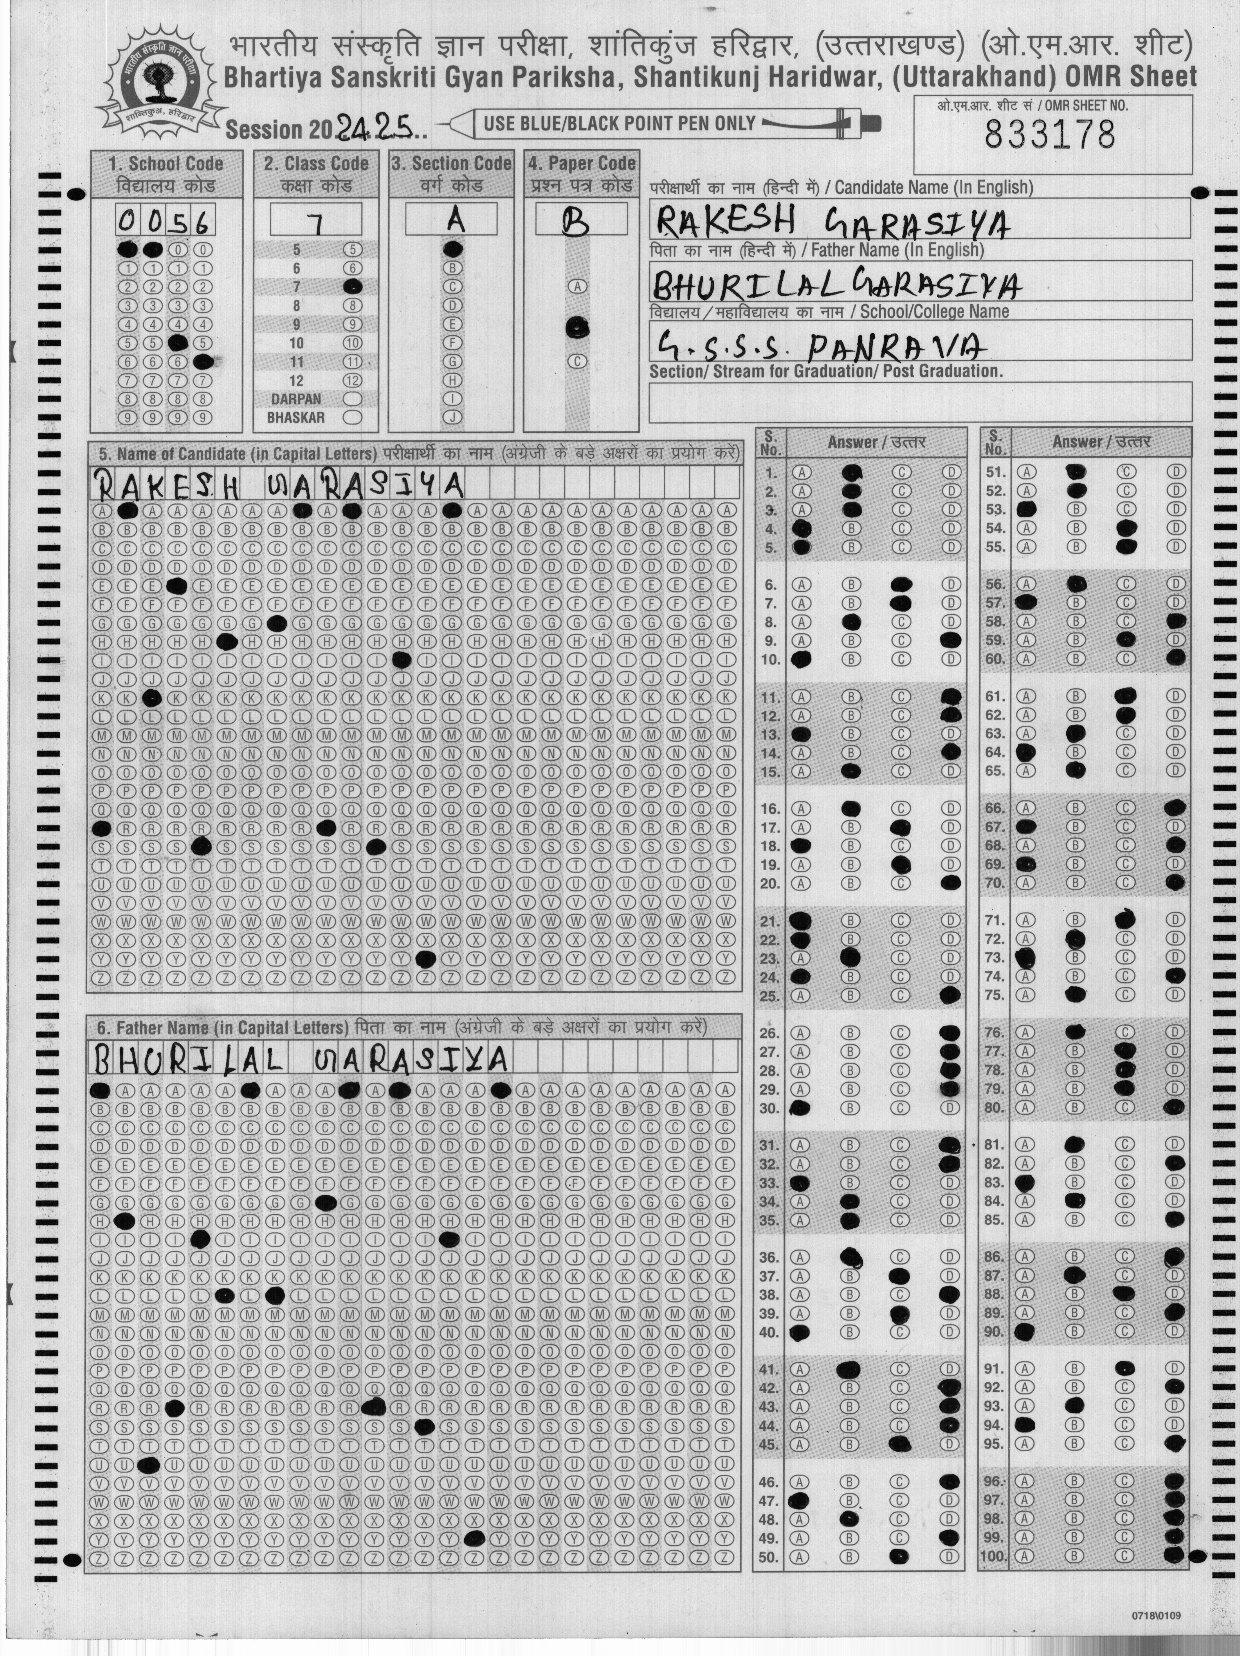 भारतीय संस्कृति ज्ञान परीक्षा, शांतिकुंज हरिद्वार, (उत्तराखण्ड) (ओ.एम.आर. शीट)
Bhartiya Sanskriti Gyan Pariksha, Shantikunj Haridwar, (Uttarakhand) OMR Sheet
Session 20 2425 USE BLUE/BLACK POINT PEN ONLY
ओ.एम.आर. शीट सं / OMR SHEET NO.
833178
1. School Code
विद्यालय कोड
0056
2. Class Code
कक्षा कोड
7
5
6
7
8
9
10
11
12
DARPAN
BHASKAR
3. Section Code
वर्ग कोड
A
4. Paper Code
प्रश्न पत्र कोड
B
परीक्षार्थी का नाम (हिन्दी में) / Candidate Name (In English)
RAKESH GARASIYA
पिता का नाम (हिन्दी में) / Father Name (In English)
BHURILAL GARASIYA
विद्यालय/महाविद्यालय का नाम / School/College Name
G.S.S.S. PANRAVA
Section/ Stream for Graduation/ Post Graduation.
5. Name of Candidate (in Capital Letters) परीक्षार्थी का नाम (अंग्रेजी के बड़े अक्षरों का प्रयोग करें)
RAKESH GARASIYA
6. Father Name (in Capital Letters) पिता का नाम (अंग्रेजी के बड़े अक्षरों का प्रयोग करें)
BHURILAL GARASIYA
S. No. Answer / उत्तर
S. No. Answer / उत्तर
0718\0109